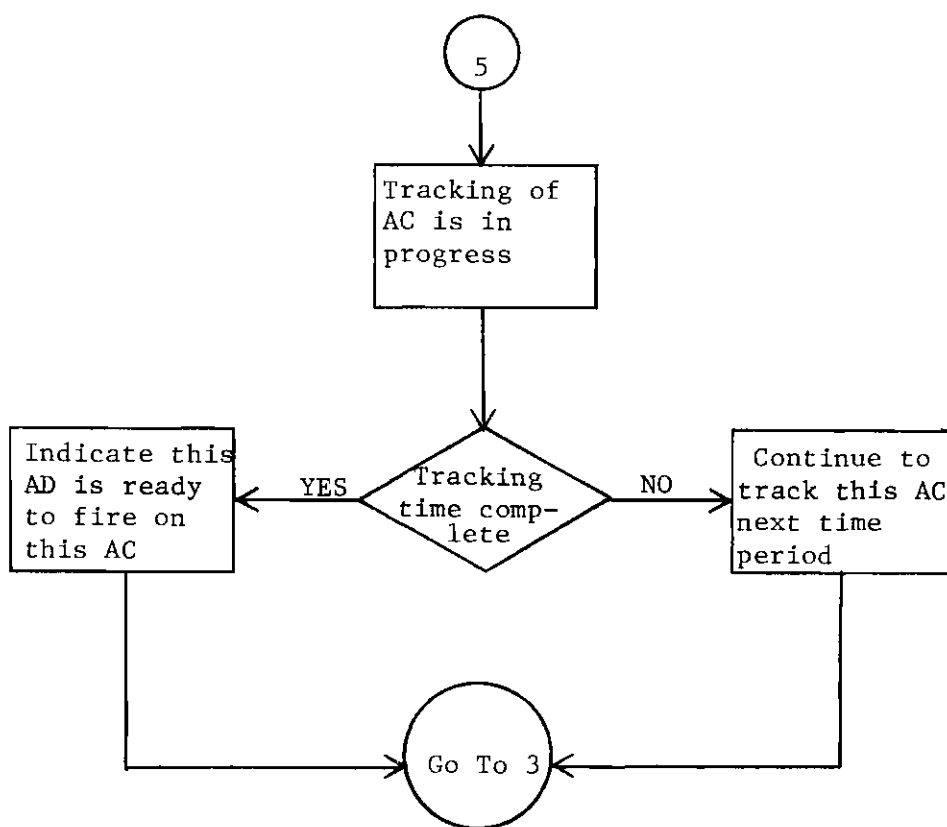 5
Tracking of
AC is in
progress
Indicate this
AD is ready
to fire on
this AC
YES
Tracking
time comp-
lete
NO
Continue to
track this AC
next time
period
Go To 3